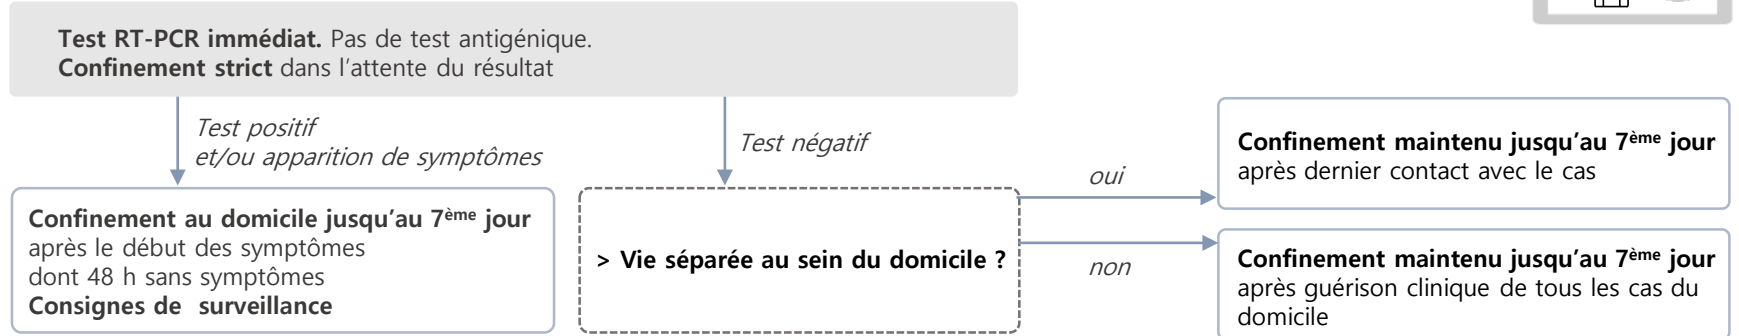 Test RT-PCR immédiat. Pas de test antigénique.
Confinement strict dans l'attente du résultat
Test positif
et/ou apparition de symptômes
Test négatif
Confinement au domicile jusqu'au 7ème jour
après le début des symptômes
dont 48 h sans symptômes
Consignes de surveillance
> Vie séparée au sein du domicile ?
oui
non
Confinement maintenu jusqu'au 7ème jour
après dernier contact avec le cas
Confinement maintenu jusqu'au 7ème jour
après guérison clinique de tous les cas du
domicile